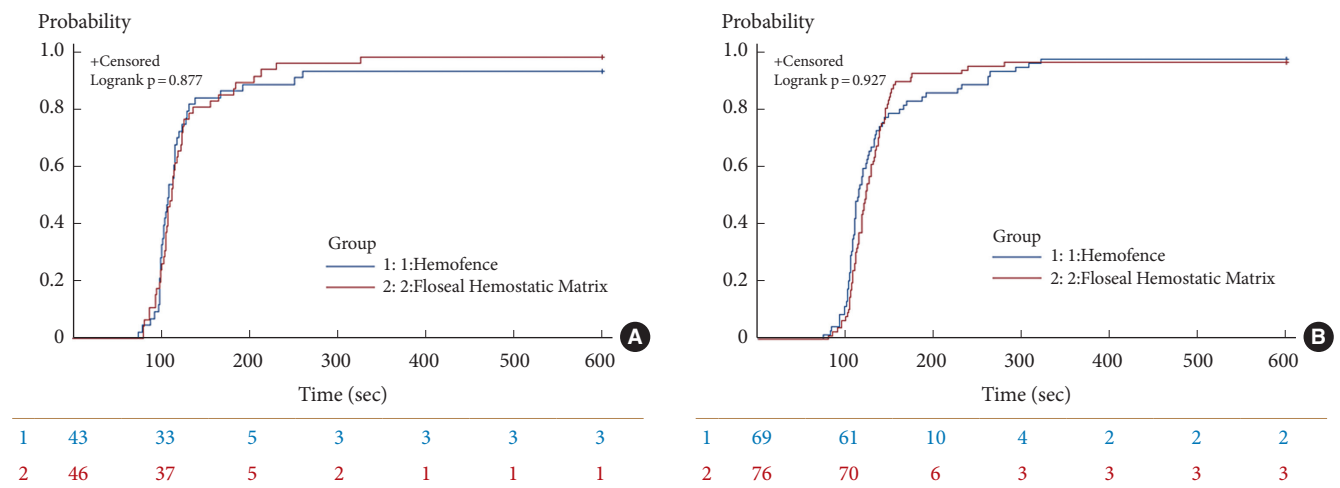 Probability
1.0
0.8
0.6
0.4
0.2
0
+Censored
Logrank p=0.877
Group
1: 1:Hemofence
2: 2:Floseal Hemostatic Matrix
100 200 300 400 500 600
Time (sec)
A
1 43 33 5 3 3 3 3
2 46 37 5 2 1 1 1
Probability
1.0
0.8
0.6
0.4
0.2
0
+Censored
Logrank p=0.927
Group
1: 1:Hemofence
2: 2:Floseal Hemostatic Matrix
100 200 300 400 500 600
Time (sec)
B
1 69 61 10 4 2 2 2
2 76 70 6 3 3 3 3